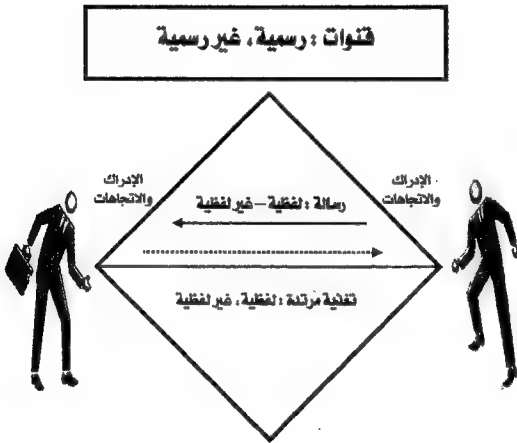 قنوات : رسمية، غير رسمية
الإدراك
والاتجاهات
الإدراك
والاتجاهات
رسالة : لفظية – غير لفظية
تغذية مرتدة : لفظية، غير لفظية